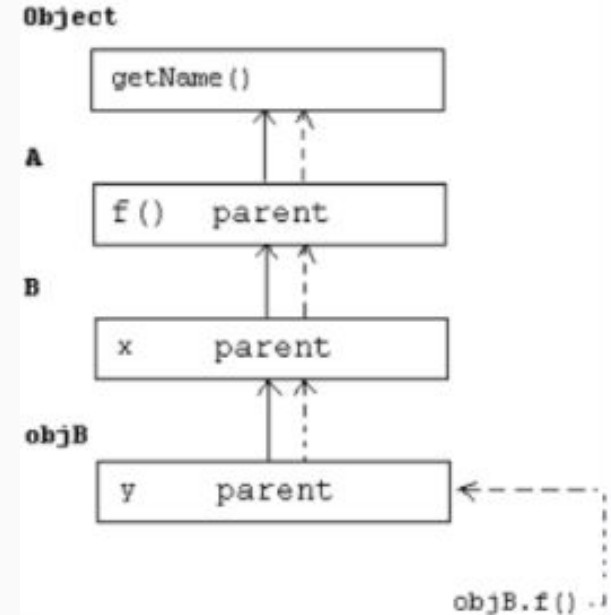 Object
getName()
A
f() parent
B
x parent
objB
y parent
objB.f()